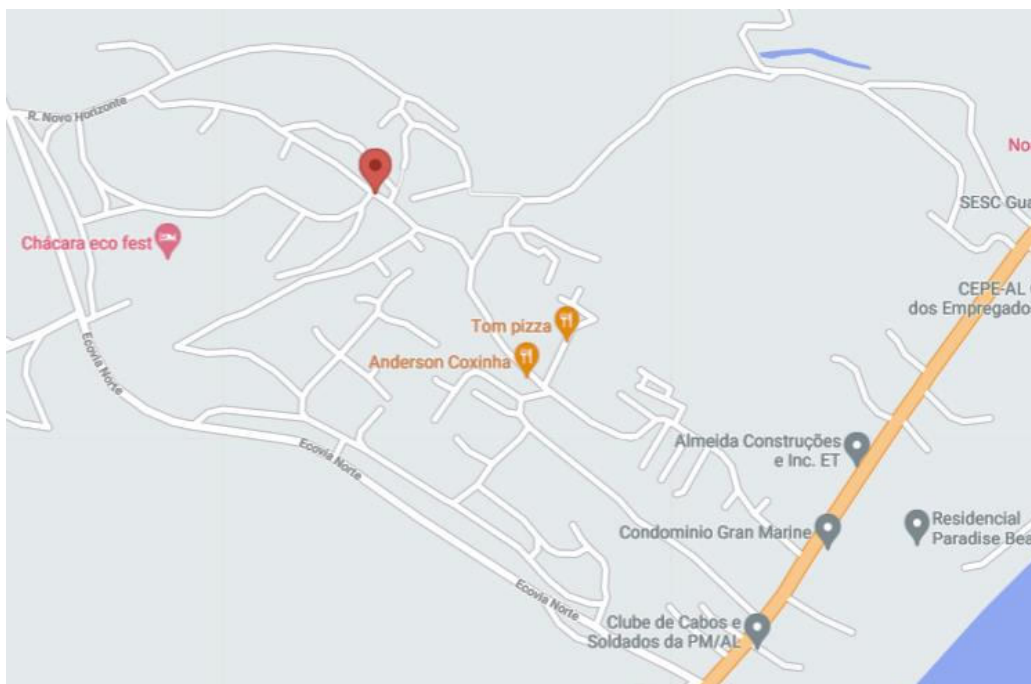 R. Novo Horizonte
No
SESC Gua
Chácara eco fest
CEPE-AL
dos Empregado
Tom pizza
Ecovia Norte
Anderson Coxinha
Almeida Construções
e Inc. ET
Ecovia Norte
Residencial
Paradise Bea
Condominio Gran Marine
Ecovia Norte
Clube de Cabos e
Soldados da PM/AL